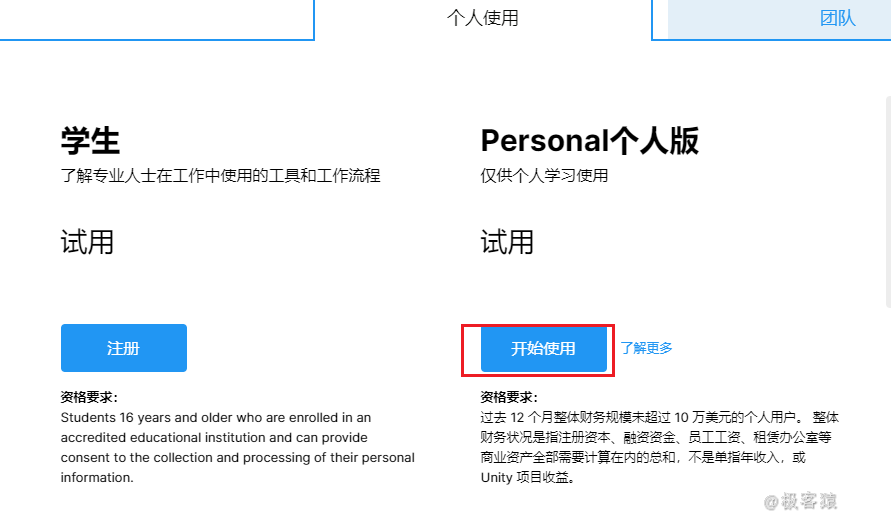 个人使用
团队
学生
了解专业人士在工作中使用的工具和工作流程
试用
注册
资格要求：
Students 16 years and older who are enrolled in an
accredited educational institution and can provide
consent to the collection and processing of their personal
information.
Personal个人版
仅供个人学习使用
试用
开始使用
了解更多
资格要求：
过去 12 个月整体财务规模未超过 10 万美元的个人用户。 整体
财务状况是指注册资本、融资资金、员工工资、租赁办公室等
商业资产全部需要计算在内的总和，不是单指年收入，或
Unity 项目收益。
@极客猿